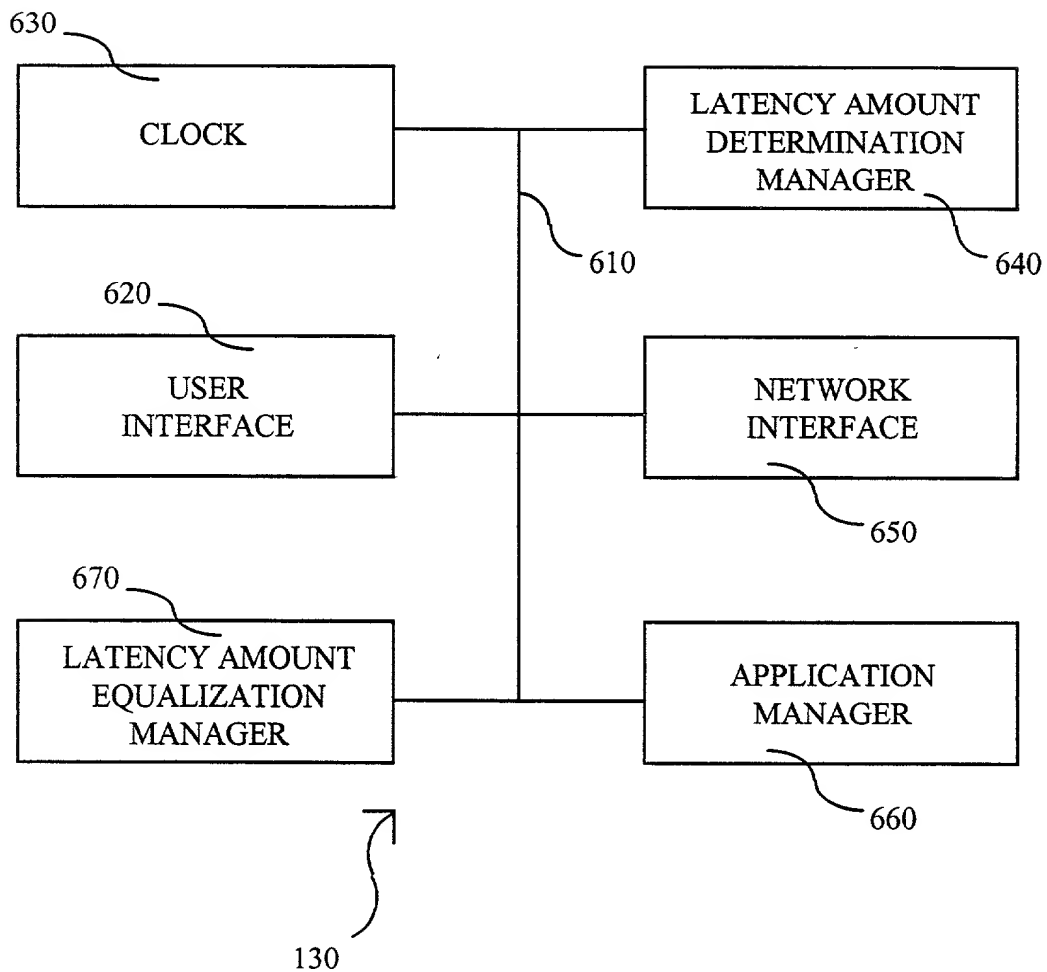 630
CLOCK
LATENCY AMOUNT
DETERMINATION
MANAGER
610
640
620
USER
INTERFACE
NETWORK
INTERFACE
650
670
LATENCY AMOUNT
EQUALIZATION
MANAGER
APPLICATION
MANAGER
660
130